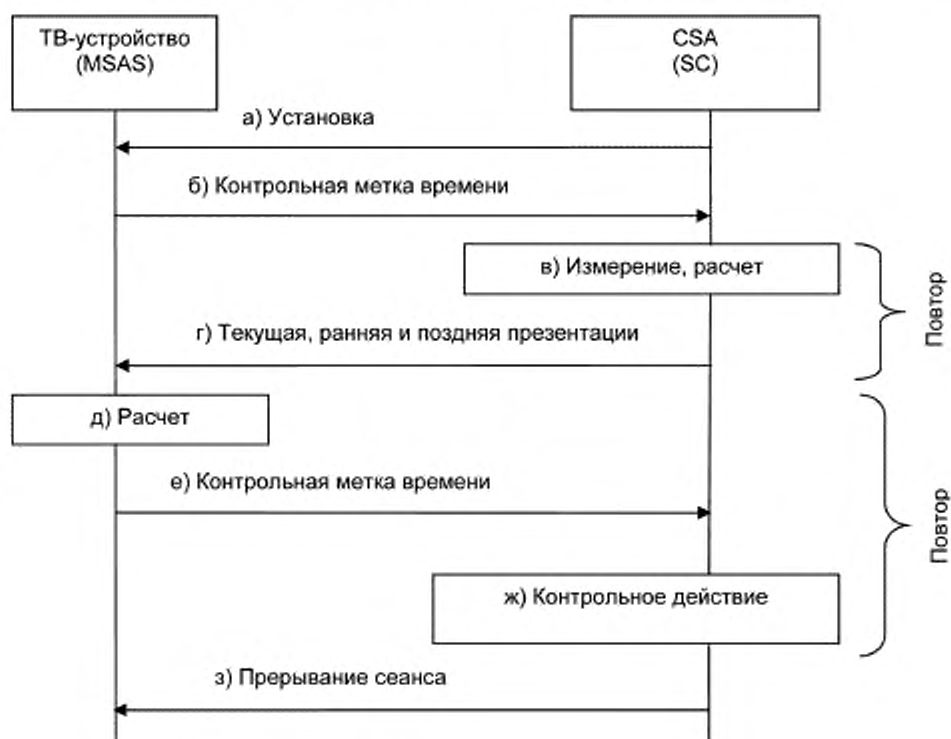 ТВ-устройство
(MSAS)
CSA
(SC)
а) Установка
б) Контрольная метка времени
в) Измерение, расчет
Повтор
г) Текущая, ранняя и поздняя презентации
д) Расчет
е) Контрольная метка времени
Повтор
ж) Контрольное действие
з) Прерывание сеанса